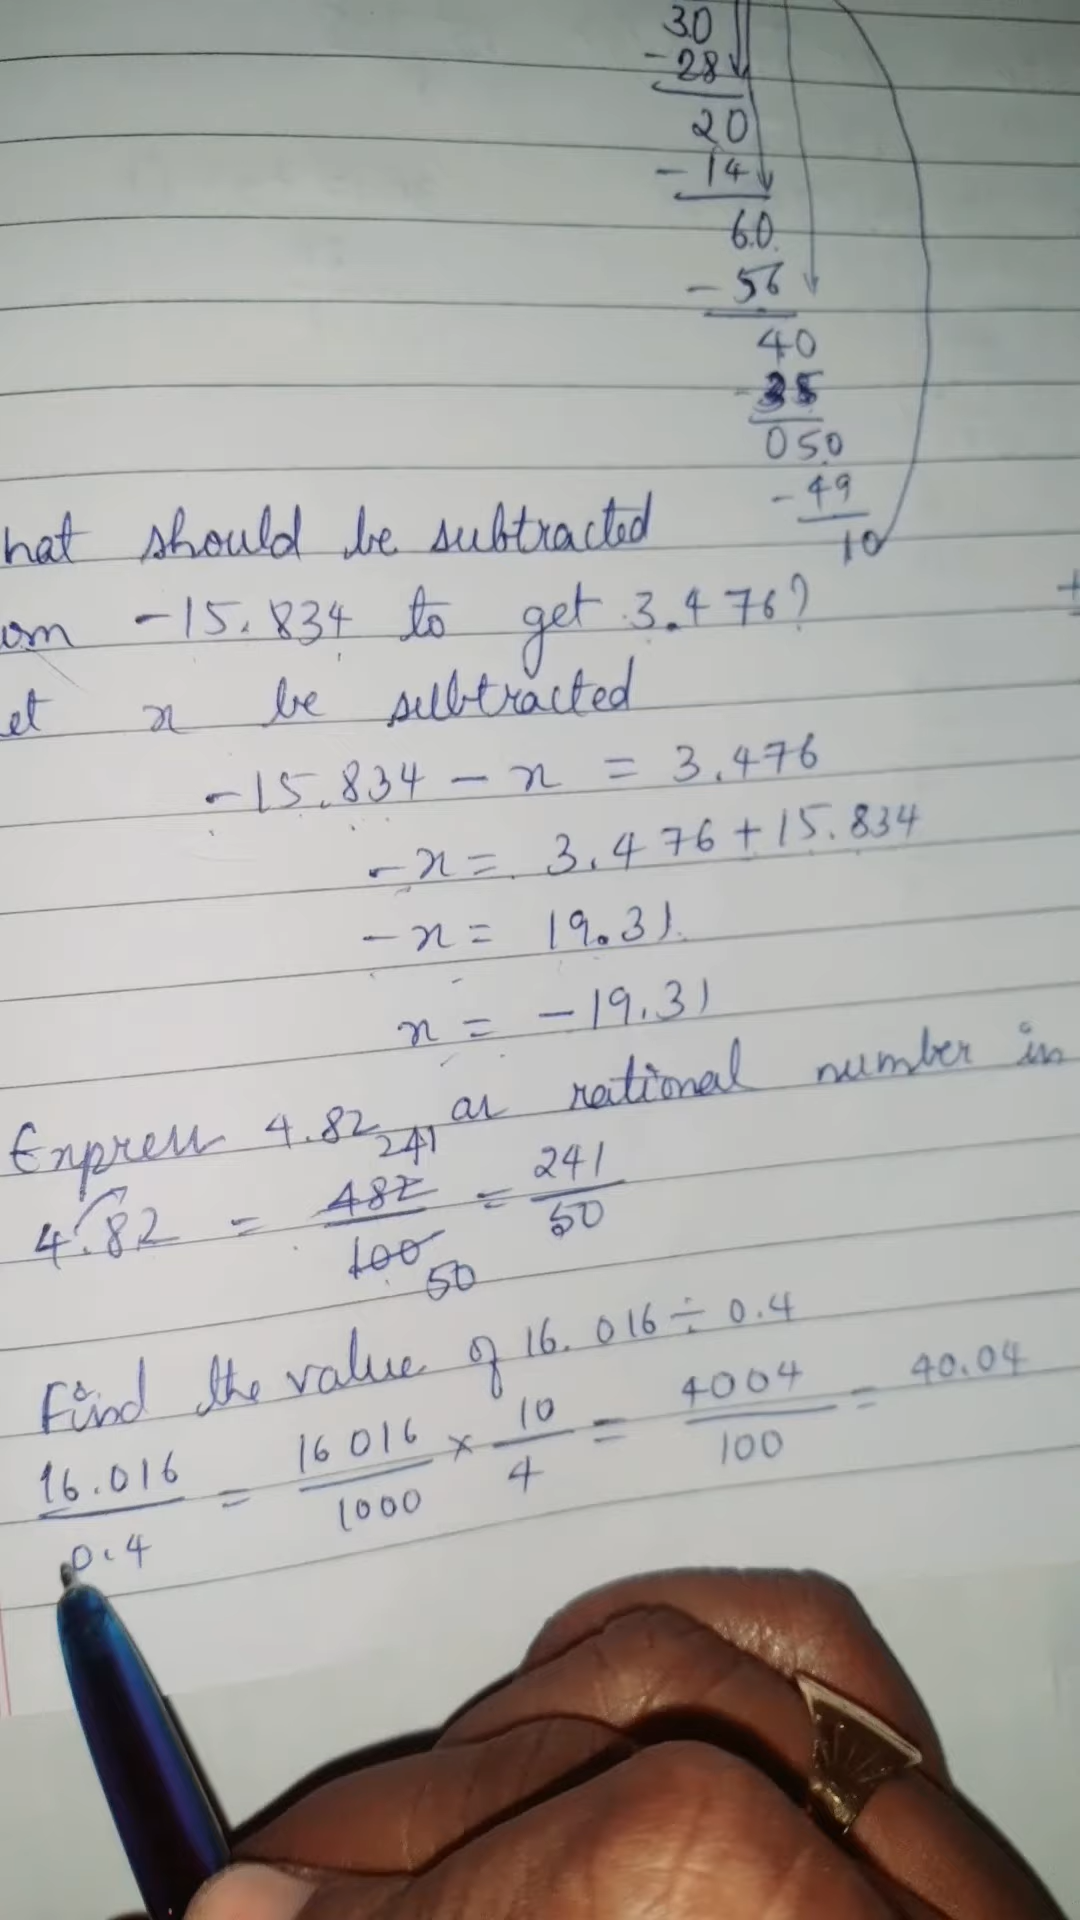 30
- 28
20
- 14
60
- 56
40
- 35
050
- 49
10
hat should be subtracted
om -15.834 to get 3.476? +
et x be subtracted
-15.834 - x = 3.476
-x = 3.476 + 15.834
-x = 19.31
x = -19.31
Express 4.82 as rational number in
4.82 = 482/100 = 241/50
241
50
Find the value of 16.016 ÷ 0.4
16.016/0.4 = 16016/1000 × 10/4 = 4004/100 = 40.04